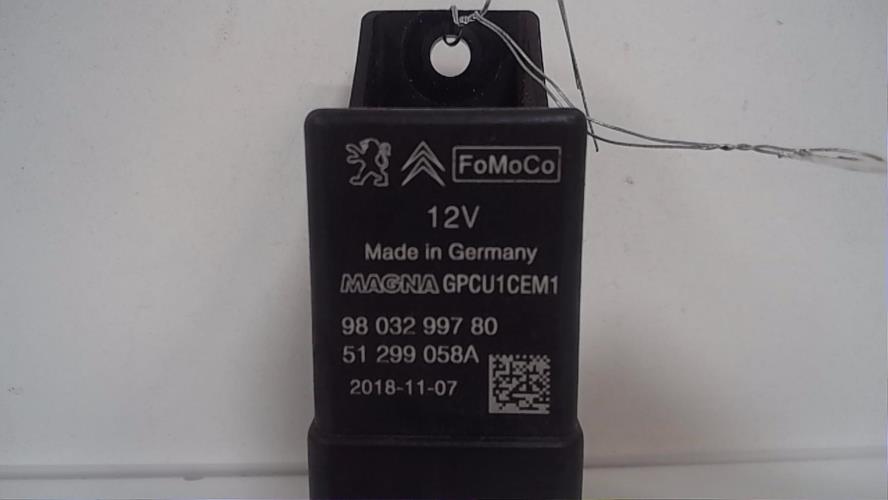 FoMoCo
12V
Made in Germany
MAGNA GPCU1CEM1
98 032 997 80
51 299 058A
2018-11-07